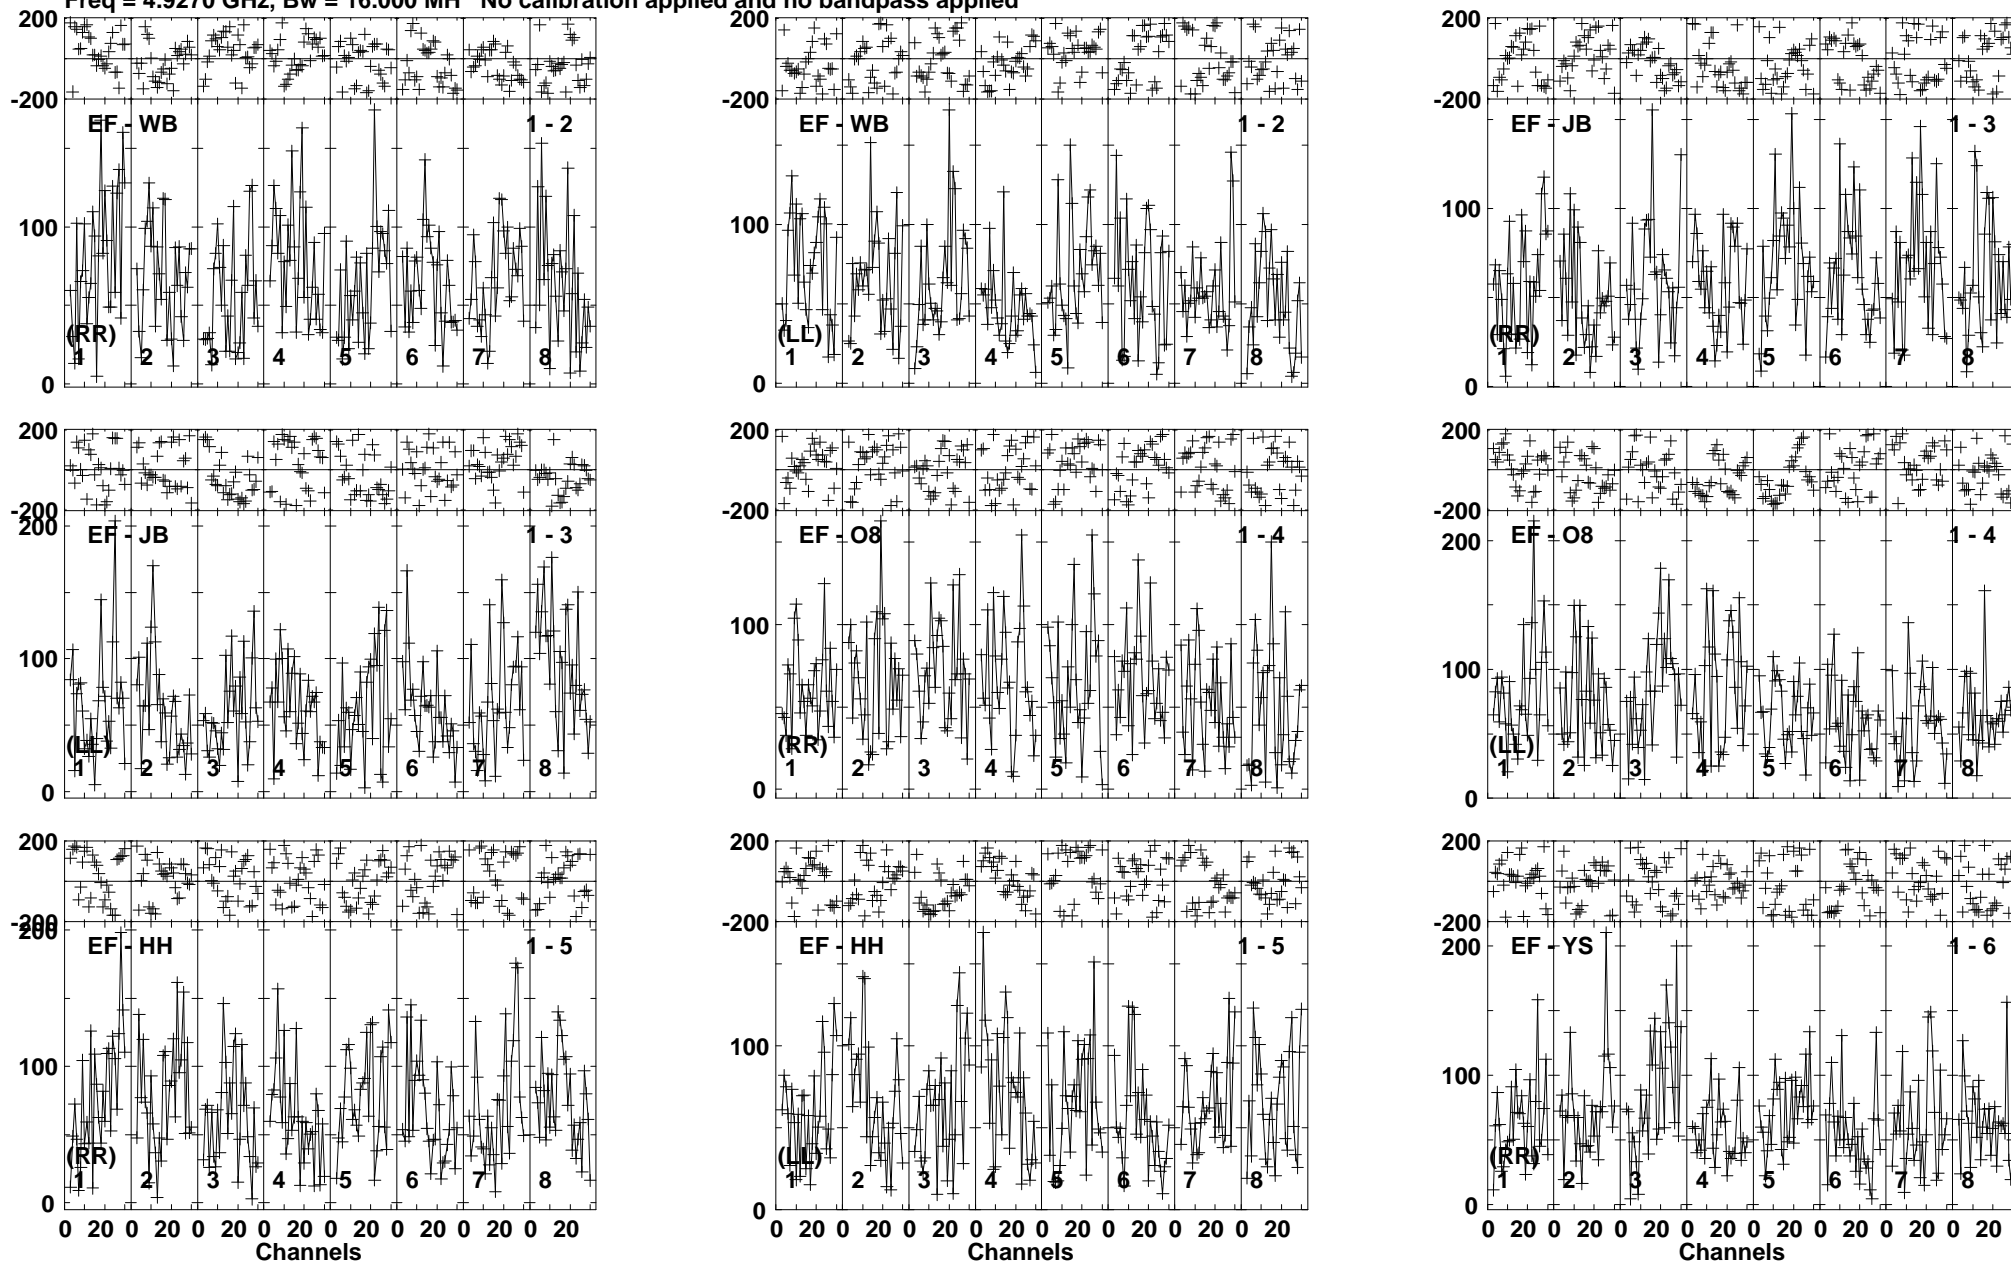 Freq = 4.9270 GHz, Bw = 16.000 MH No calibration applied and no bandpass applied
200 200 200
-200 -200 -200
EF - WB 1 - 2 EF - WB 1 - 2 EF - JB 1 - 3
100 100 100
(RR) (LL) (RR)
1 2 3 4 5 6 7 8 1 2 3 4 5 6 7 8 1 2 3 4 5 6 7 8
0 0 0
200 200 200
-200 -200 -200
200 200
EF - JB 1 - 3 EF - O8 1 - 4 EF - O8 1 - 4
100 100 100
(LL) (RR) (LL)
1 2 3 4 5 6 7 8 1 2 3 4 5 6 7 8 1 2 3 4 5 6 7 8
0 0 0
200 200 200
-200 -200 -200
200 200
EF - HH 1 - 5 EF - HH 1 - 5 EF - YS 1 - 6
100 100 100
(RR) (LL) (RR)
1 2 3 4 5 6 7 8 1 2 3 4 5 6 7 8 1 2 3 4 5 6 7 8
0 0 0
0 20 0 20 0 20 0 20 0 20 0 20 0 20 0 20 0 20 0 20 0 20 0 20 0 20 0 20 0 20 0 20 0 20 0 20 0 20 0 20 0 20 0 20 0 20 0 20
Channels Channels Channels